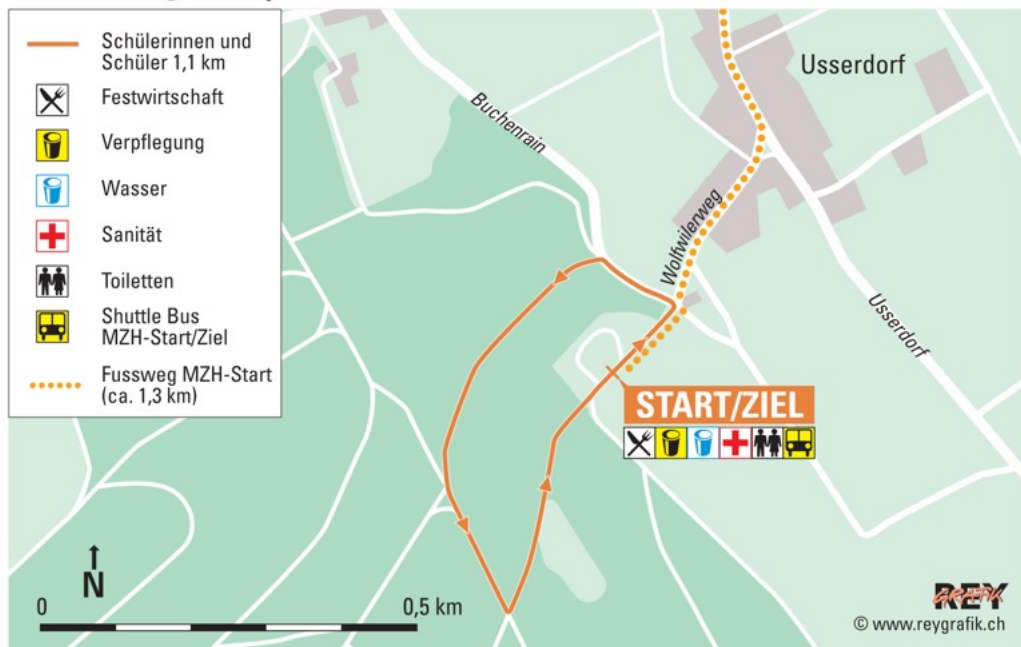 Schülerinnen und
Schüler 1,1 km
Festwirtschaft
Verpflegung
Wasser
Sanität
Toiletten
Shuttle Bus
MZH-Start/Ziel
Fussweg MZH-Start
(ca. 1,3 km)
Usserdorf
Buchenrain
Wolfwilerweg
Usserdorf
START/ZIEL
N
0
0,5 km
REY
GRAFIK
© www.reygrafik.ch